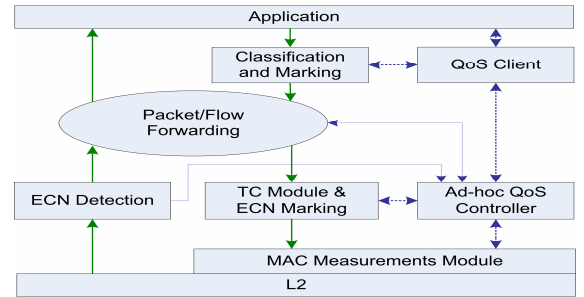 Application
Classification
and Marking
QoS Client
Packet/Flow
Forwarding
ECN Detection
TC Module &
ECN Marking
Ad-hoc QoS
Controller
MAC Measurements Module
L2